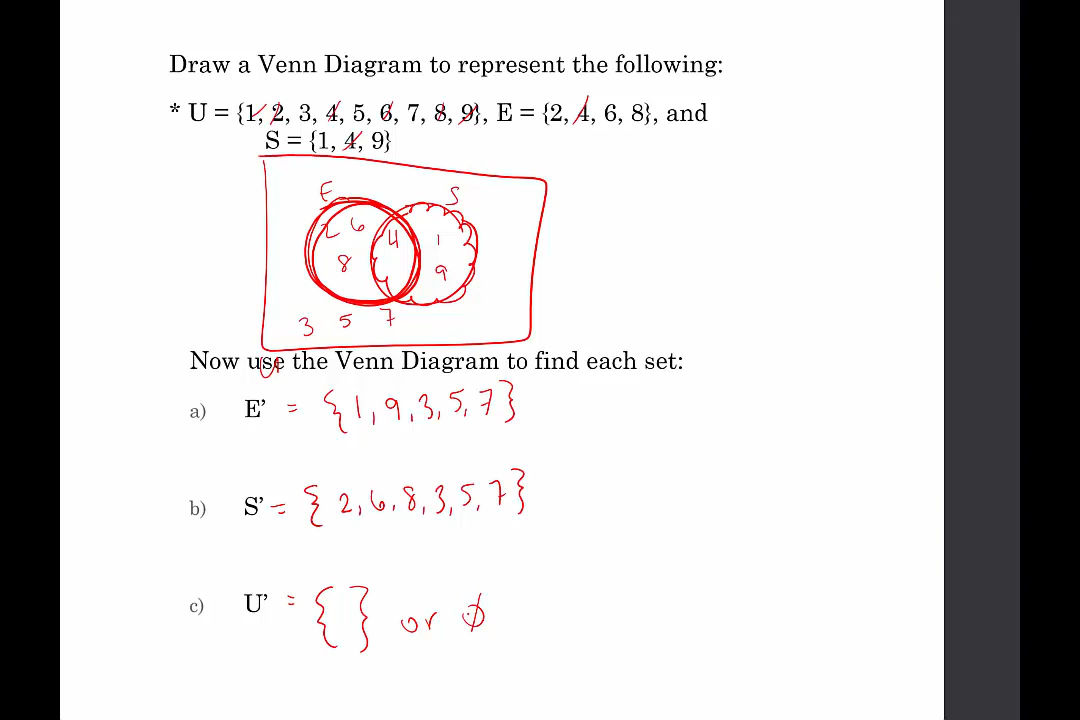 Draw a Venn Diagram to represent the following:
* U = {1, 2, 3, 4, 5, 6, 7, 8, 9}, E = {2, 4, 6, 8}, and
S = {1, 4, 9}
E S
2 6 4 1
8 9
3 5 7
U
Now use the Venn Diagram to find each set:
a) E' = {1, 9, 3, 5, 7}
b) S' = {2, 6, 8, 3, 5, 7}
c) U' = { } or ∅